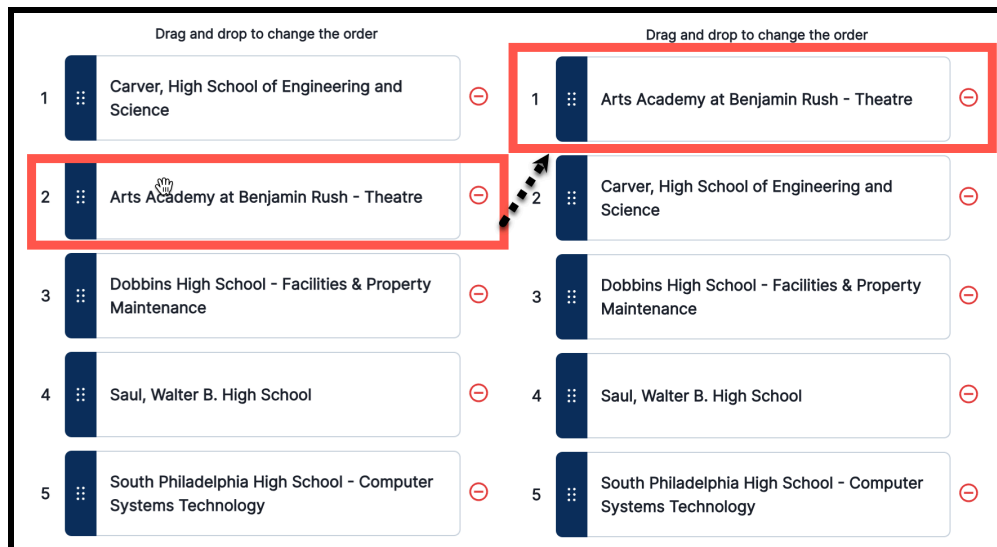 Drag and drop to change the order
1
Carver, High School of Engineering and
Science
2
Arts Academy at Benjamin Rush - Theatre
3
Dobbins High School - Facilities & Property
Maintenance
4
Saul, Walter B. High School
5
South Philadelphia High School - Computer
Systems Technology
Drag and drop to change the order
1
Arts Academy at Benjamin Rush - Theatre
2
Carver, High School of Engineering and
Science
3
Dobbins High School - Facilities & Property
Maintenance
4
Saul, Walter B. High School
5
South Philadelphia High School - Computer
Systems Technology